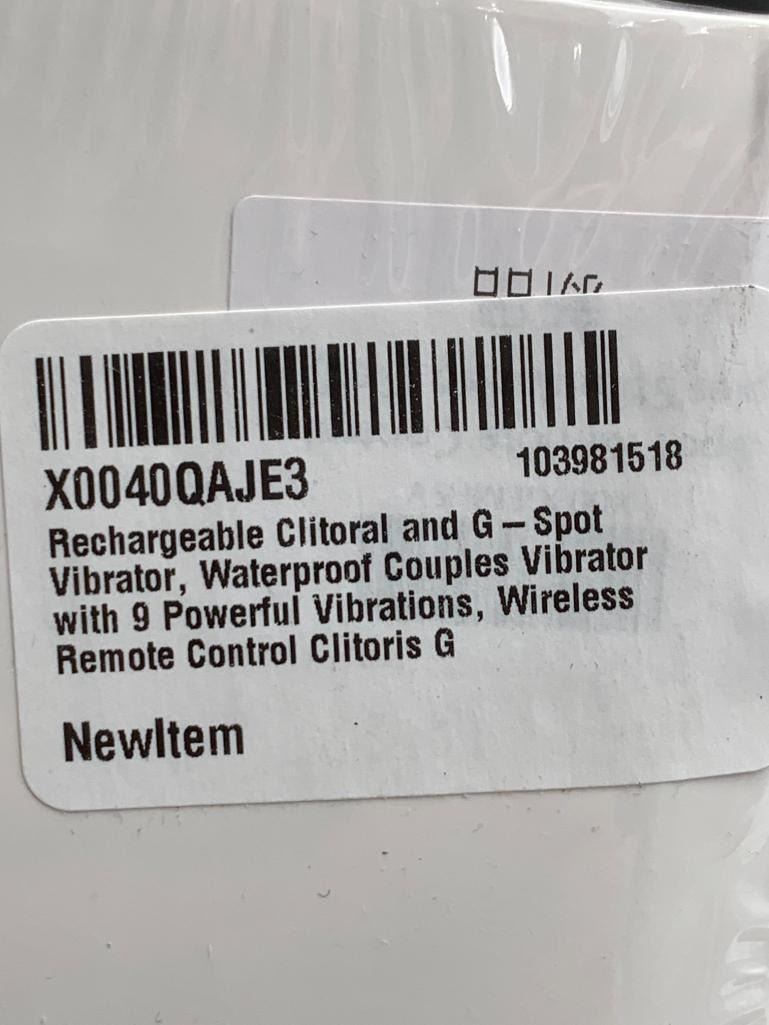 X0040QAJE3
103981518
Rechargeable Clitoral and G – Spot
Vibrator, Waterproof Couples Vibrator
with 9 Powerful Vibrations, Wireless
Remote Control Clitoris G
NewItem